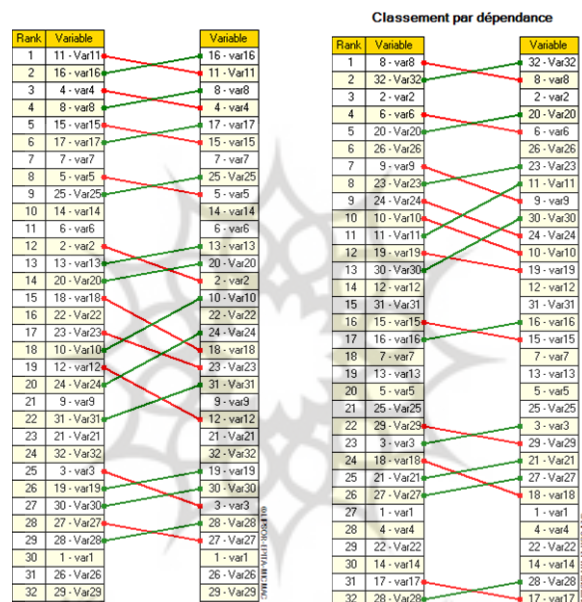 Classement par dépendance
Rank Variable Variable
1 11 - Var11 16 - var16
2 16 - var16 11 - Var11
3 4 - var4 8 - var8
4 8 - var8 4 - var4
5 15 - var15 17 - var17
6 17 - var17 15 - var15
7 7 - var7 7 - var7
8 5 - var5 25 - Var25
9 25 - Var25 5 - var5
10 14 - var14 14 - var14
11 6 - var6 6 - var6
12 2 - var2 13 - var13
13 13 - var13 20 - Var20
14 20 - Var20 2 - var2
15 18 - var18 10 - Var10
16 22 - Var22 22 - Var22
17 23 - Var23 24 - Var24
18 10 - Var10 18 - var18
19 12 - var12 23 - Var23
20 24 - Var24 31 - Var31
21 9 - var9 9 - var9
22 31 - Var31 12 - var12
23 21 - Var21 21 - Var21
24 32 - Var32 32 - Var32
25 3 - var3 19 - var19
26 19 - var19 30 - Var30
27 30 - Var30 3 - var3
28 27 - Var27 28 - Var28
29 28 - Var28 27 - Var27
30 1 - var1 1 - var1
31 26 - Var26 26 - Var26
32 29 - Var29 29 - Var29
Rank Variable Variable
1 8 - var8 32 - Var32
2 32 - Var32 8 - var8
3 2 - var2 2 - var2
4 6 - var6 20 - Var20
5 20 - Var20 6 - var6
6 26 - Var26 26 - Var26
7 9 - var9 23 - Var23
8 23 - Var23 11 - Var11
9 24 - Var24 9 - var9
10 10 - Var10 30 - Var30
11 11 - Var11 24 - Var24
12 19 - var19 10 - Var10
13 30 - Var30 19 - var19
14 12 - var12 12 - var12
15 31 - Var31 31 - Var31
16 15 - var15 16 - var16
17 16 - var16 15 - var15
18 7 - var7 7 - var7
19 13 - var13 13 - var13
20 5 - var5 5 - var5
21 25 - Var25 25 - Var25
22 29 - Var29 3 - var3
23 3 - var3 29 - Var29
24 18 - var18 21 - Var21
25 21 - Var21 27 - Var27
26 27 - Var27 18 - var18
27 1 - var1 1 - var1
28 4 - var4 4 - var4
29 22 - Var22 22 - Var22
30 14 - var14 14 - var14
31 17 - var17 28 - Var28
32 28 - Var28 17 - var17
© LIPSOR-EPITA-MICMAC